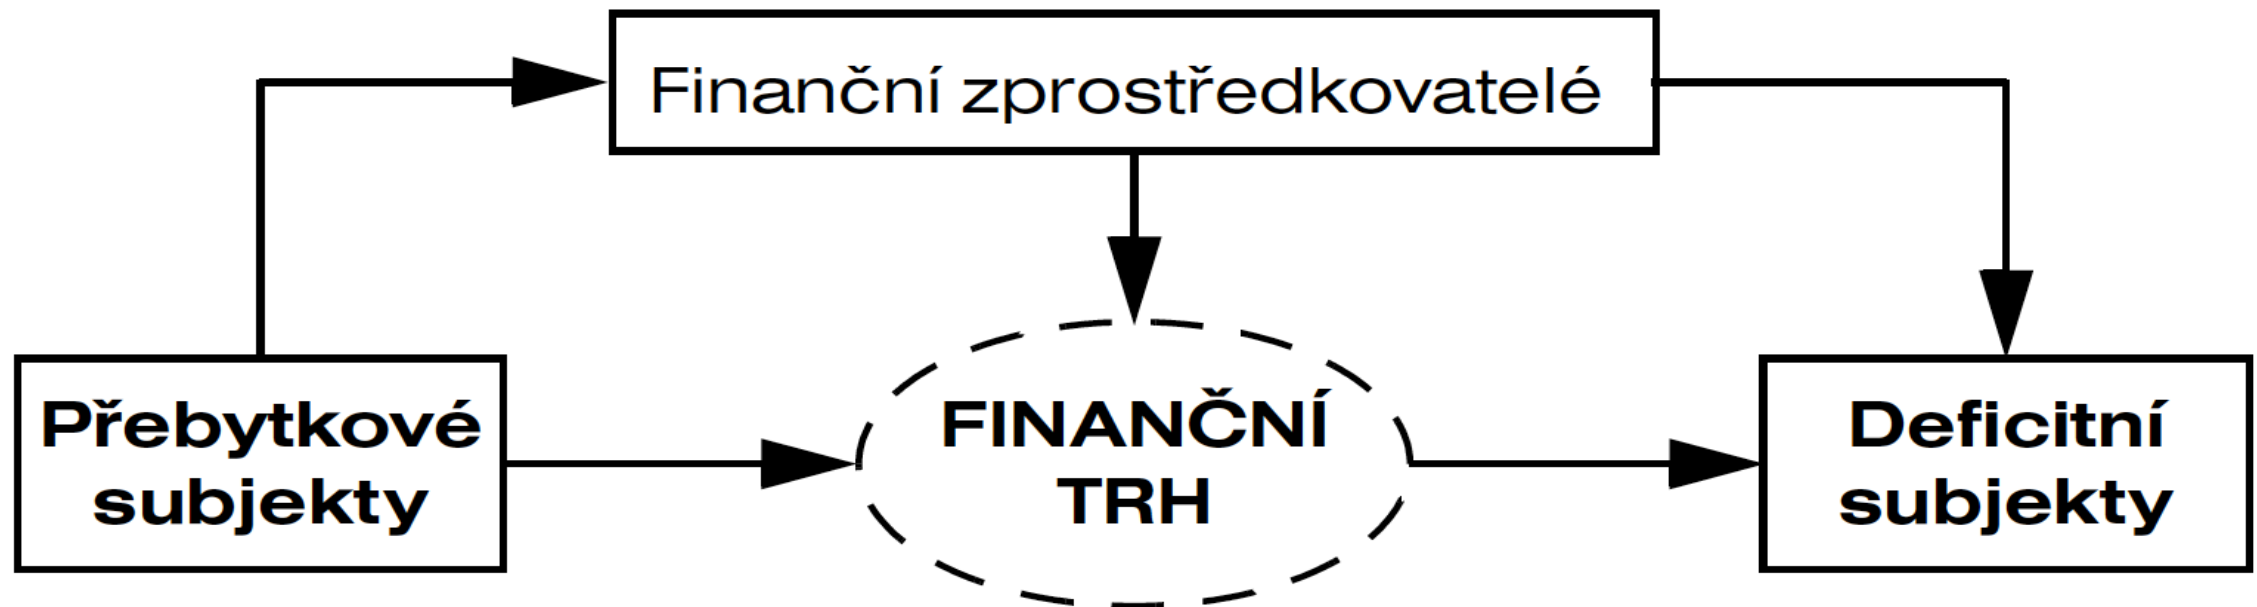 Finanční zprostředkovatelé
Přebytkové
subjekty
FINANČNÍ
TRH
Deficitní
subjekty